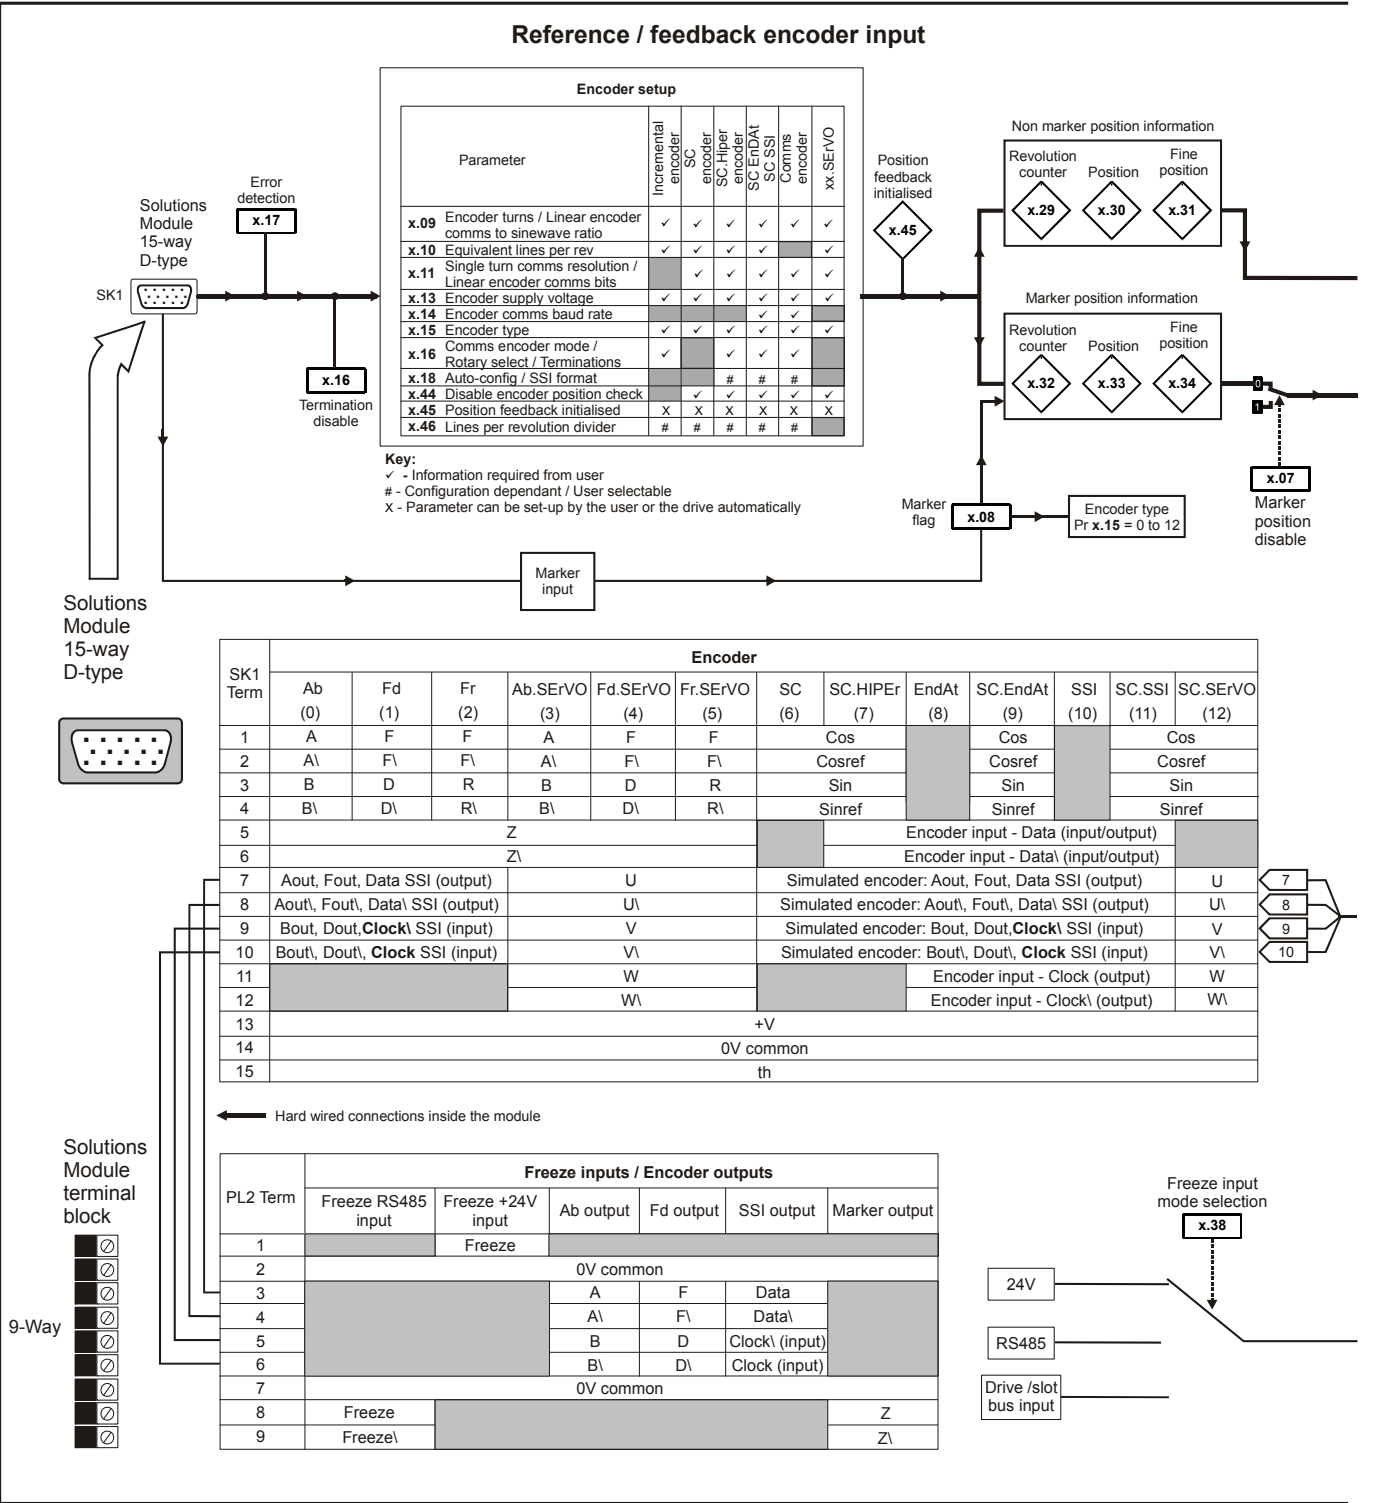 Reference / feedback encoder input
Encoder setup
Parameter
Incremental encoder
SC encoder
SC.Hiper encoder
SC EnDAt
SC SSI
Comms encoder
xx.SErVO
x.09 Encoder turns / Linear encoder comms to sinewave ratio ✓ ✓ ✓ ✓ ✓ ✓
x.10 Equivalent lines per rev ✓ ✓ ✓ ✓ ✓
x.11 Single turn comms resolution / Linear encoder comms bits ✓ ✓ ✓ ✓ ✓
x.13 Encoder supply voltage ✓ ✓ ✓ ✓ ✓ ✓
x.14 Encoder comms baud rate ✓ ✓
x.15 Encoder type ✓ ✓ ✓ ✓ ✓ ✓
x.16 Comms encoder mode / Rotary select / Terminations ✓ ✓ ✓ ✓
x.18 Auto-config / SSI format # # #
x.44 Disable encoder position check ✓ ✓ ✓ ✓ ✓
x.45 Position feedback initialised X X X X X X
x.46 Lines per revolution divider # # # # #
Key:
✓ - Information required from user
# - Configuration dependant / User selectable
X - Parameter can be set-up by the user or the drive automatically
Solutions
Module
15-way
D-type
SK1
Error
detection
x.17
x.16
Termination
disable
Position
feedback
initialised
x.45
Non marker position information
Revolution
counter
Position
Fine
position
x.29 x.30 x.31
Marker position information
Revolution
counter
Position
Fine
position
x.32 x.33 x.34
0
1
x.07
Marker
position
disable
Marker
flag
x.08
Encoder type
Pr x.15 = 0 to 12
Marker
input
Solutions
Module
15-way
D-type
SK1
Term
Encoder
Ab (0) Fd (1) Fr (2) Ab.SErVO (3) Fd.SErVO (4) Fr.SErVO (5) SC (6) SC.HIPEr (7) EndAt (8) SC.EndAt (9) SSI (10) SC.SSI (11) SC.SErVO (12)
1 A F F A F F Cos Cos Cos
2 A\ F\ F\ A\ F\ F\ Cosref Cosref Cosref
3 B D R B D R Sin Sin Sin
4 B\ D\ R\ B\ D\ R\ Sinref Sinref Sinref
5 Z Encoder input - Data (input/output)
6 Z\ Encoder input - Data\ (input/output)
7 Aout, Fout, Data SSI (output) U Simulated encoder: Aout, Fout, Data SSI (output) U 7
8 Aout\, Fout\, Data\ SSI (output) U\ Simulated encoder: Aout\, Fout\, Data\ SSI (output) U\ 8
9 Bout, Dout,Clock\ SSI (input) V Simulated encoder: Bout, Dout,Clock\ SSI (input) V 9
10 Bout\, Dout\, Clock SSI (input) V\ Simulated encoder: Bout\, Dout\, Clock SSI (input) V\ 10
11 W Encoder input - Clock (output) W
12 W\ Encoder input - Clock\ (output) W\
13 +V
14 0V common
15 th
Hard wired connections inside the module
Solutions
Module
terminal
block
9-Way
PL2 Term
Freeze inputs / Encoder outputs
Freeze RS485 input
Freeze +24V input
Ab output
Fd output
SSI output
Marker output
1 Freeze
2 0V common
3 A F Data
4 A\ F\ Data\
5 B D Clock\ (input)
6 B\ D\ Clock (input)
7 0V common
8 Freeze Z
9 Freeze\ Z\
Freeze input
mode selection
x.38
24V
RS485
Drive /slot
bus input